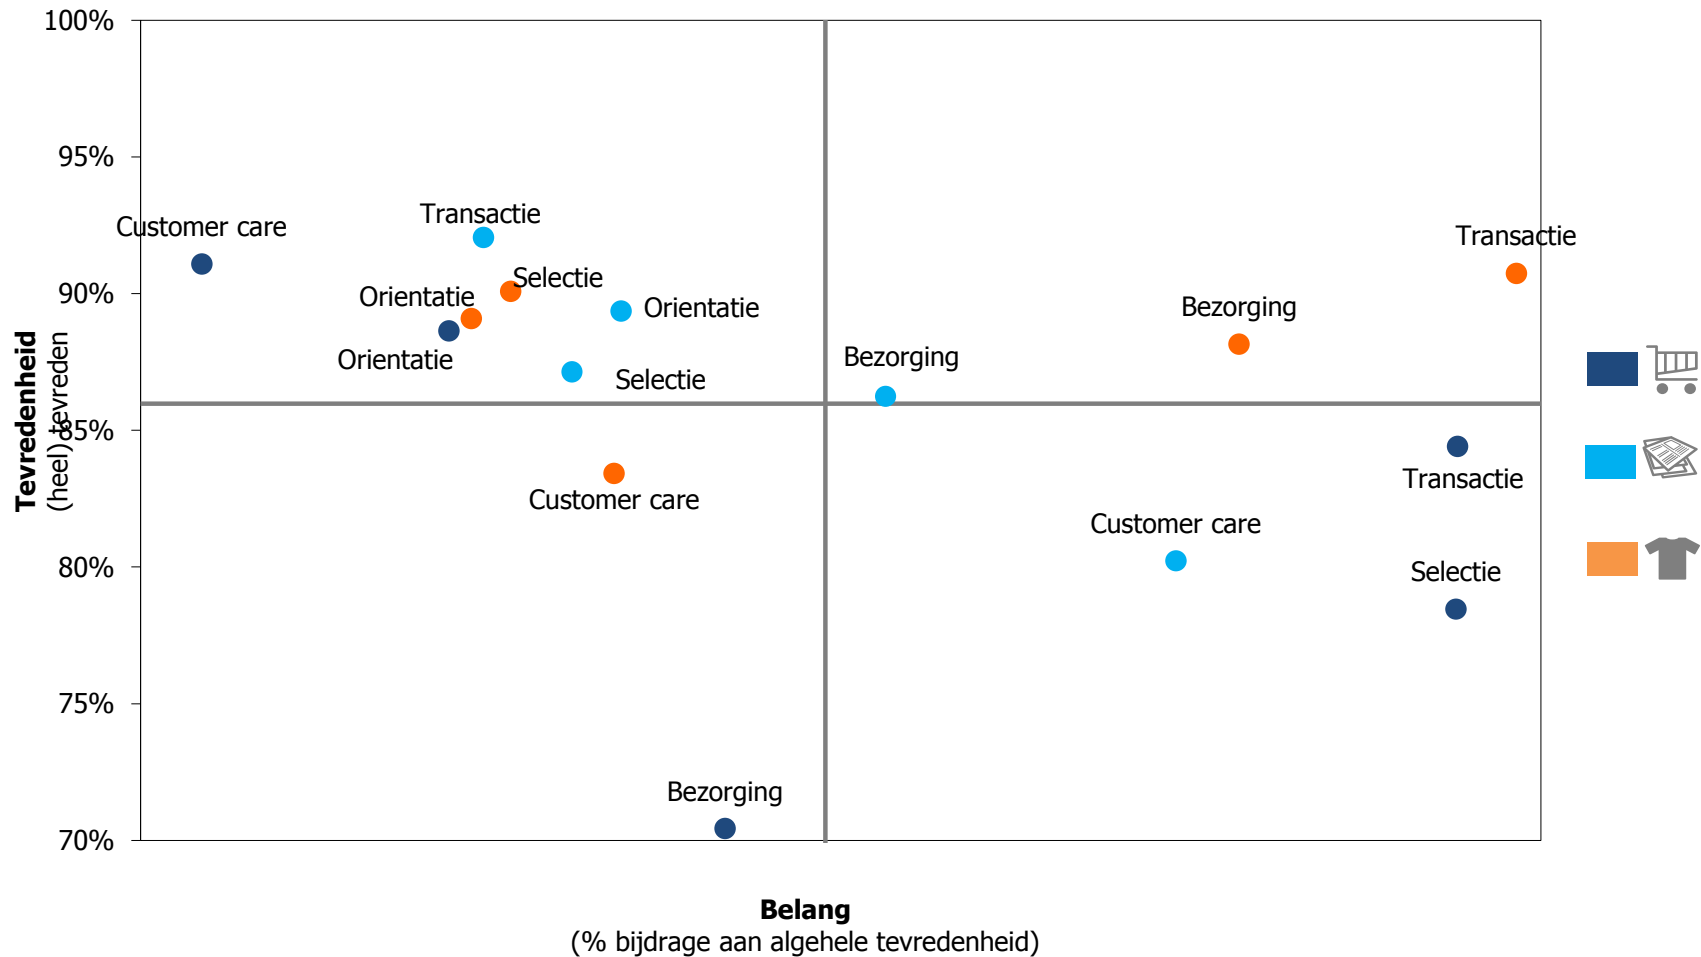 100%
95%
90%
85%
80%
75%
70%
Tevredenheid
(heel) tevreden
Customer care
Transactie
Selectie
Orientatie
Orientatie
Orientatie
Selectie
Bezorging
Bezorging
Transactie
Customer care
Transactie
Customer care
Selectie
Bezorging
Belang
(% bijdrage aan algehele tevredenheid)